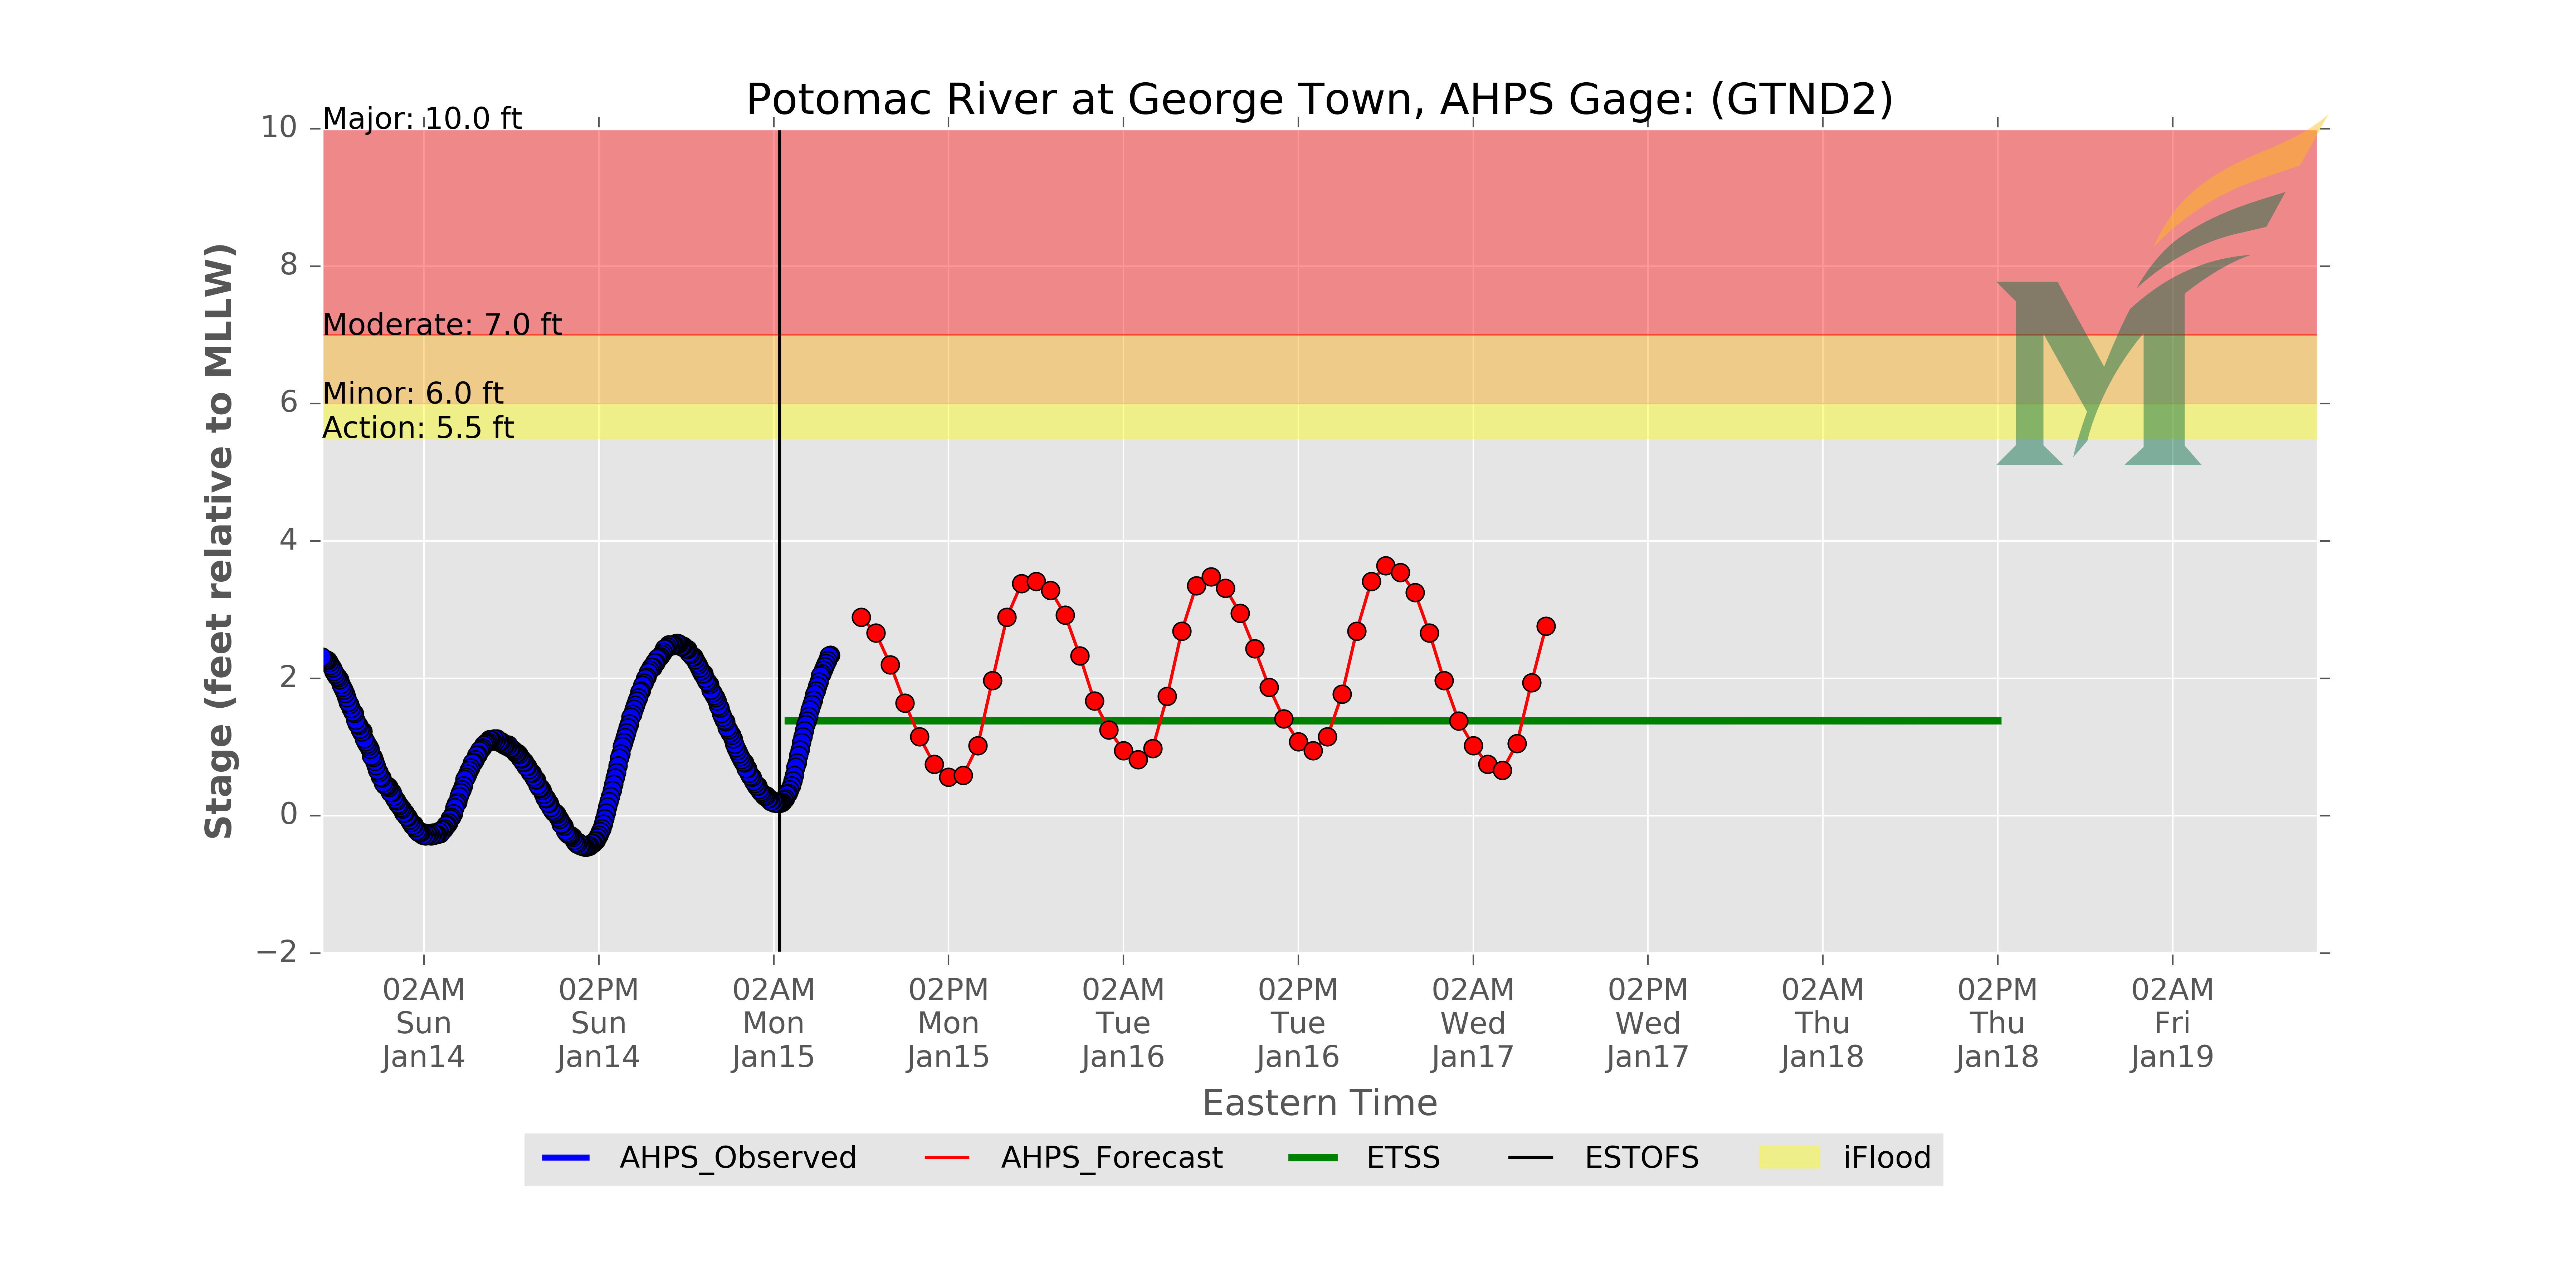 Potomac River at George Town, AHPS Gage: (GTND2)
Major: 10.0 ft
Moderate: 7.0 ft
Minor: 6.0 ft
Action: 5.5 ft
Stage (feet relative to MLLW)
10
8
6
4
2
0
−2
02AM 02PM 02AM 02PM 02AM 02PM 02AM 02PM 02AM 02PM 02AM
Sun Sun Mon Mon Tue Tue Wed Wed Thu Thu Fri
Jan14 Jan14 Jan15 Jan15 Jan16 Jan16 Jan17 Jan17 Jan18 Jan18 Jan19
Eastern Time
AHPS_Observed AHPS_Forecast ETSS ESTOFS iFlood
M